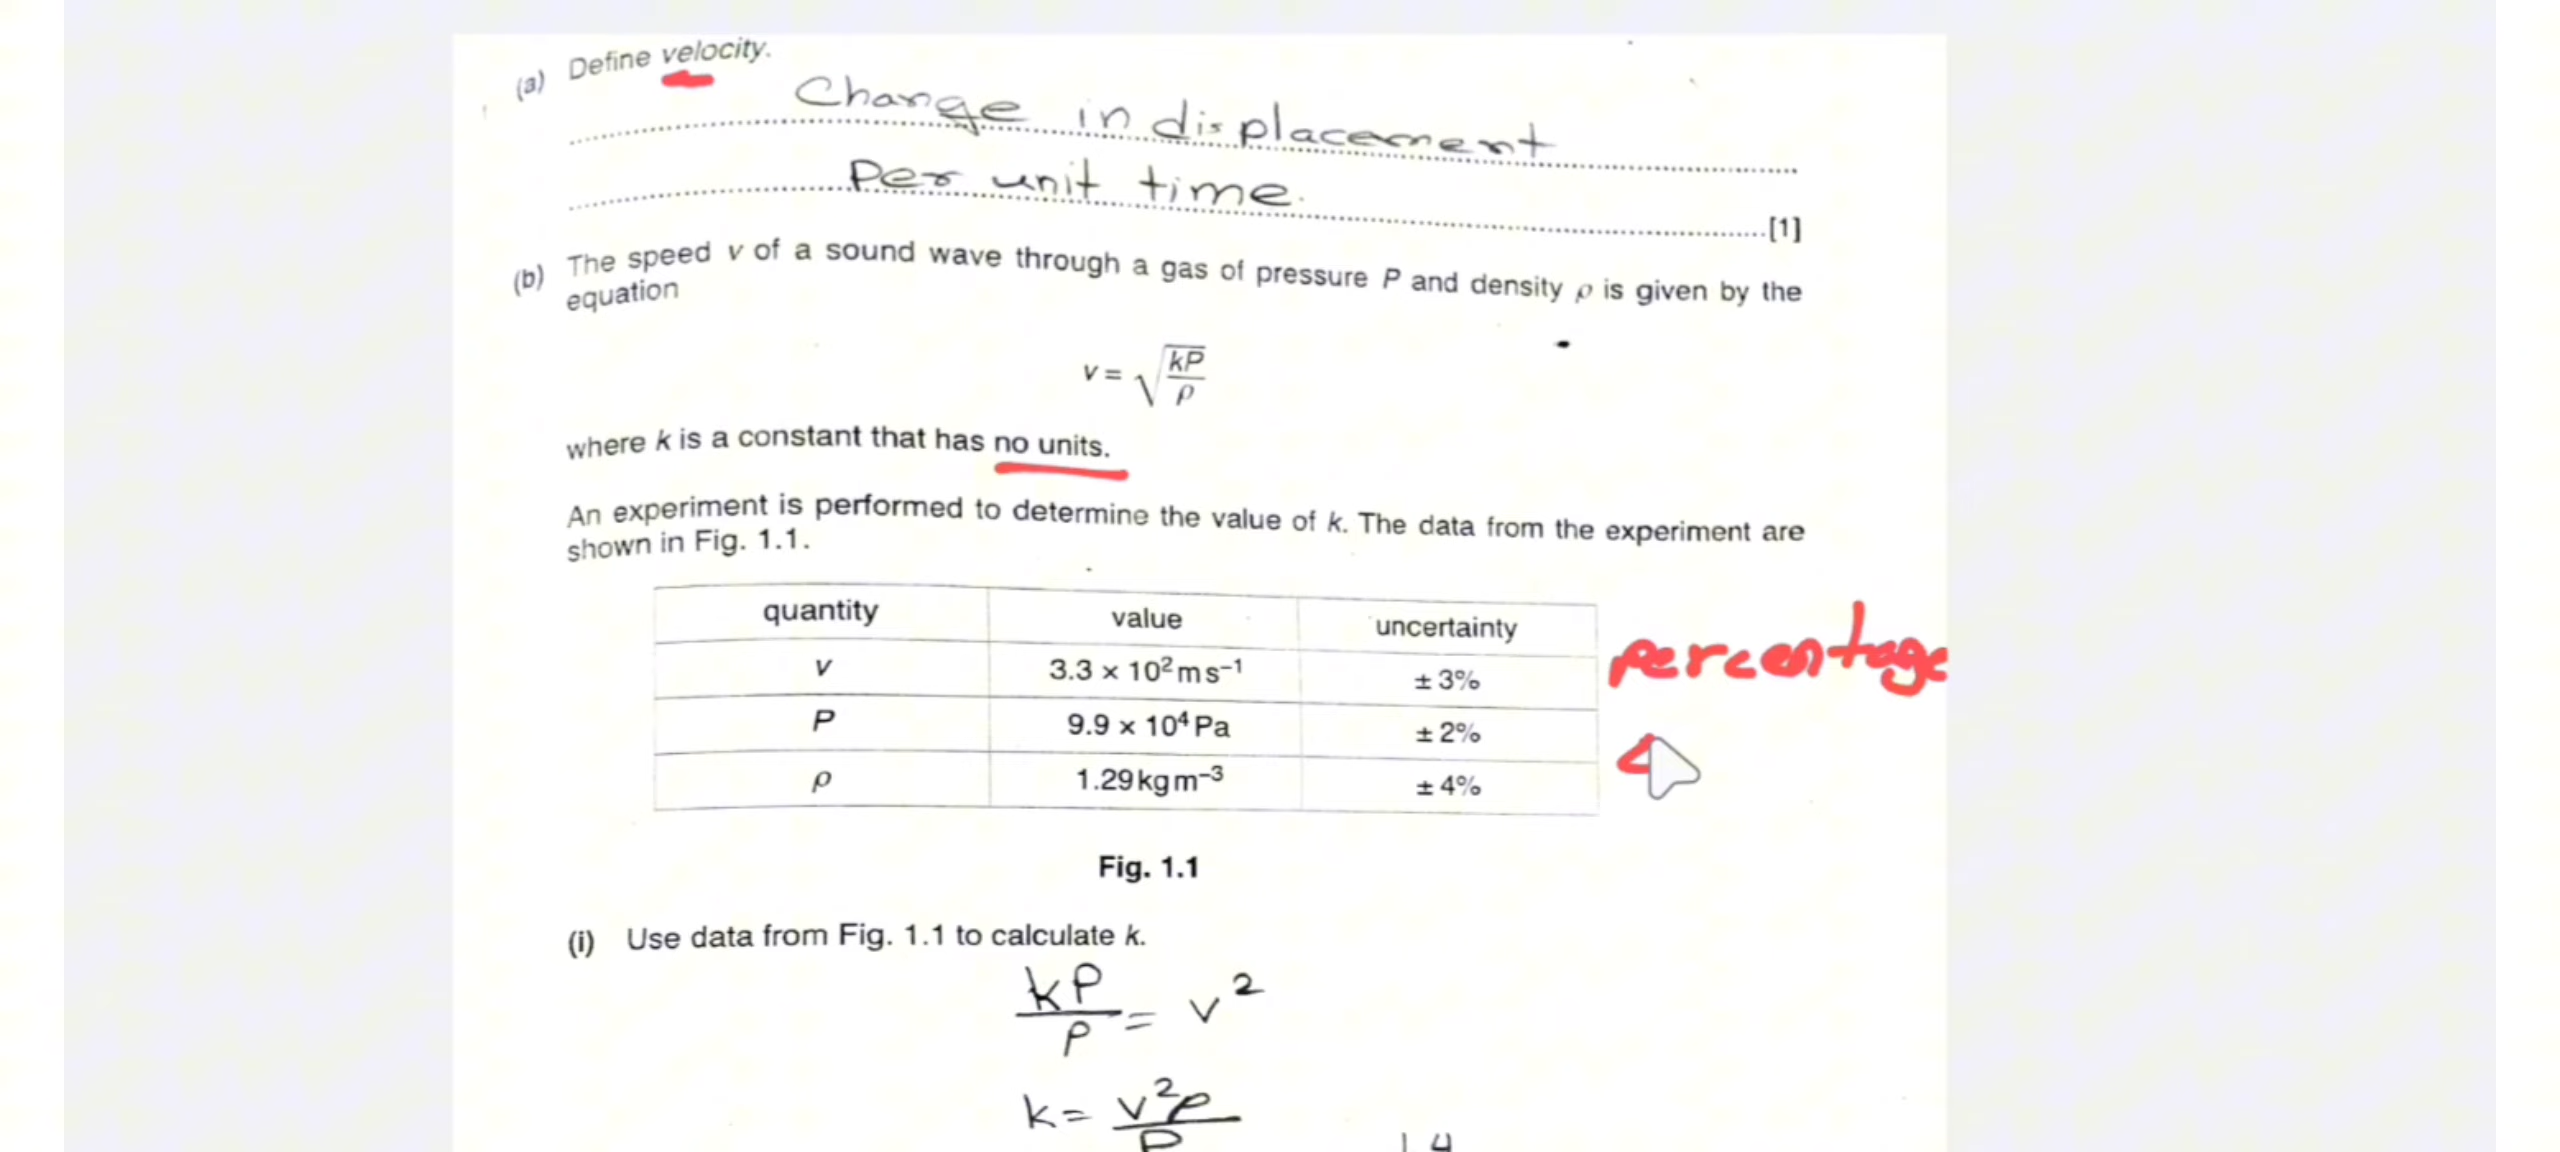 (a) Define velocity.
Change in displacement
Per unit time.
[1]
(b) The speed v of a sound wave through a gas of pressure P and density ρ is given by the
equation
v = √(kP/ρ)
where k is a constant that has no units.
An experiment is performed to determine the value of k. The data from the experiment are
shown in Fig. 1.1.
quantity value uncertainty
percentage
v 3.3 × 10² m s⁻¹ ± 3%
P 9.9 × 10⁴ Pa ± 2%
ρ 1.29 kg m⁻³ ± 4%
Fig. 1.1
(i) Use data from Fig. 1.1 to calculate k.
kP/ρ = v²
k = v²ρ/P
1.4